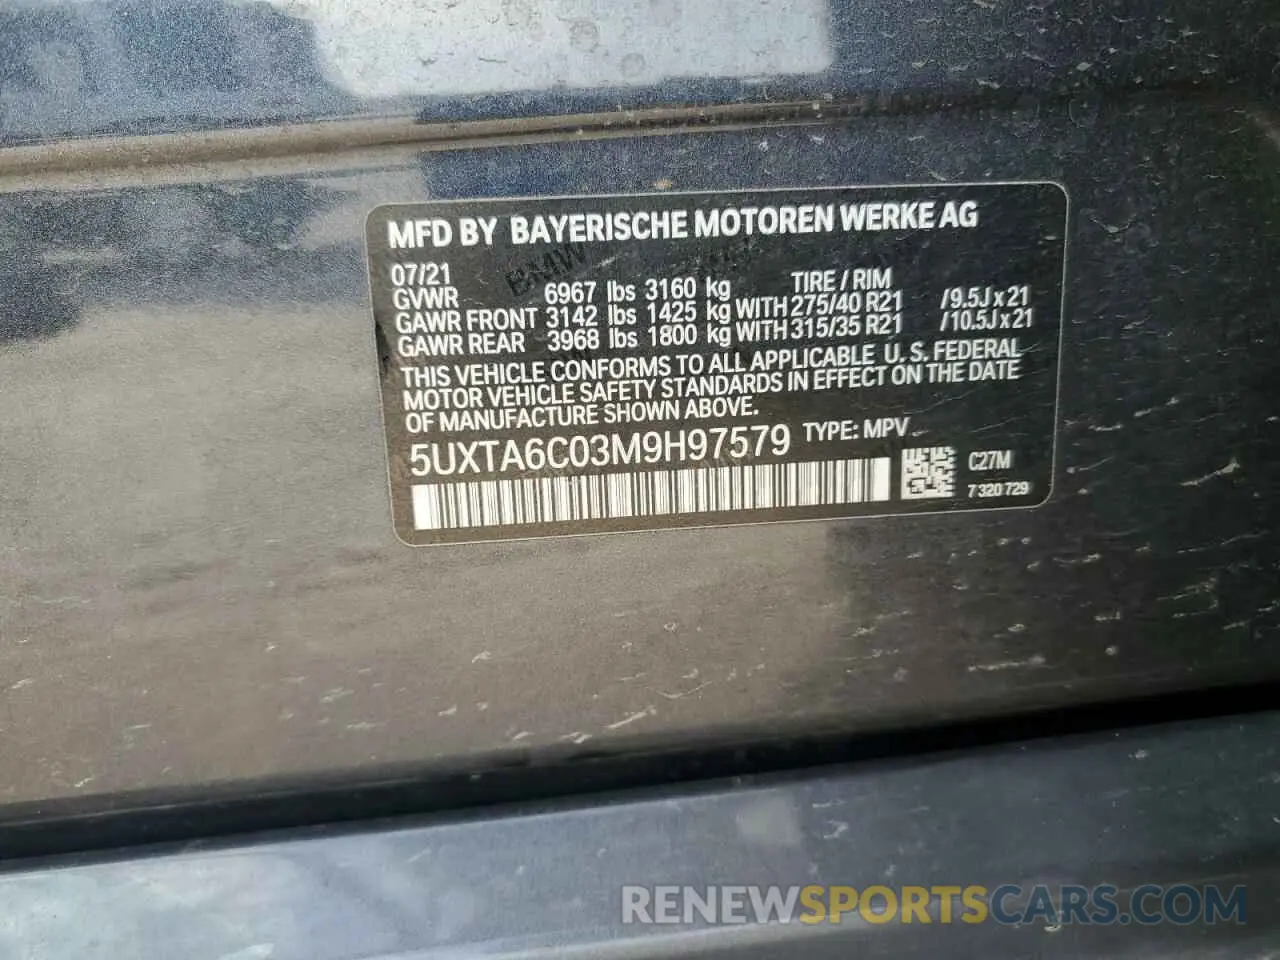 MFD BY BAYERISCHE MOTOREN WERKE AG
BMW
07/21 TIRE / RIM
GVWR 6967 lbs 3160 kg
GAWR FRONT 3142 lbs 1425 kg WITH 275/40 R21 /9.5J x 21
GAWR REAR 3968 lbs 1800 kg WITH 315/35 R21 /10.5J x 21
THIS VEHICLE CONFORMS TO ALL APPLICABLE U.S. FEDERAL
MOTOR VEHICLE SAFETY STANDARDS IN EFFECT ON THE DATE
OF MANUFACTURE SHOWN ABOVE.
5UXTA6C03M9H97579 TYPE: MPV
C27M
7 320 729
RENEWSPORTSCARS.COM